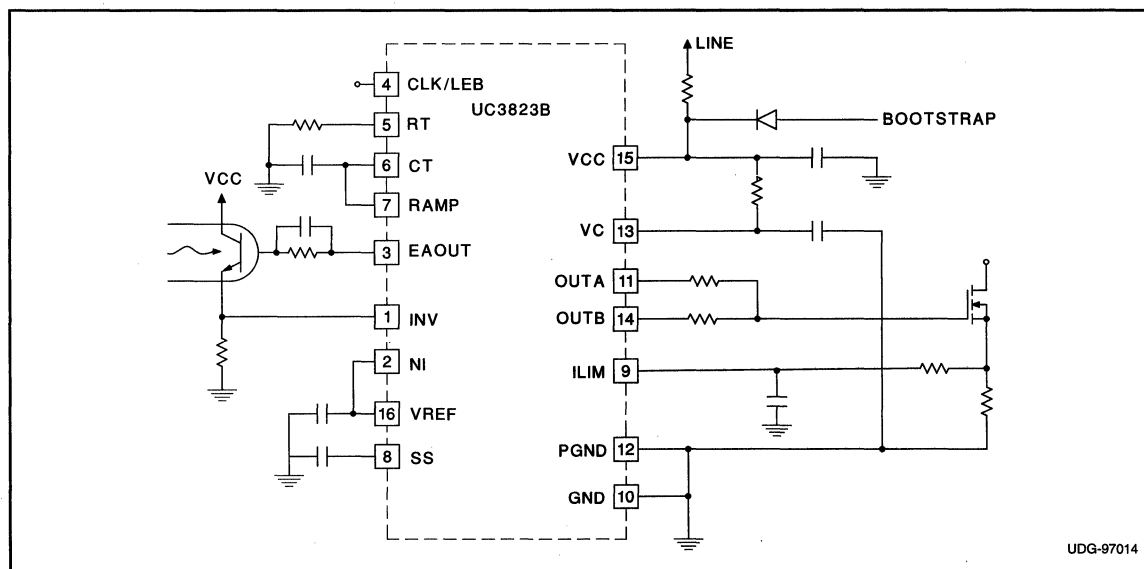 LINE
4 CLK/LEB
UC3823B
5 RT
BOOTSTRAP
6 CT
VCC 15
VCC
7 RAMP
VC 13
3 EAOUT
OUTA 11
1 INV
OUTB 14
2 NI
ILIM 9
16 VREF
8 SS
PGND 12
GND 10
UDG-97014